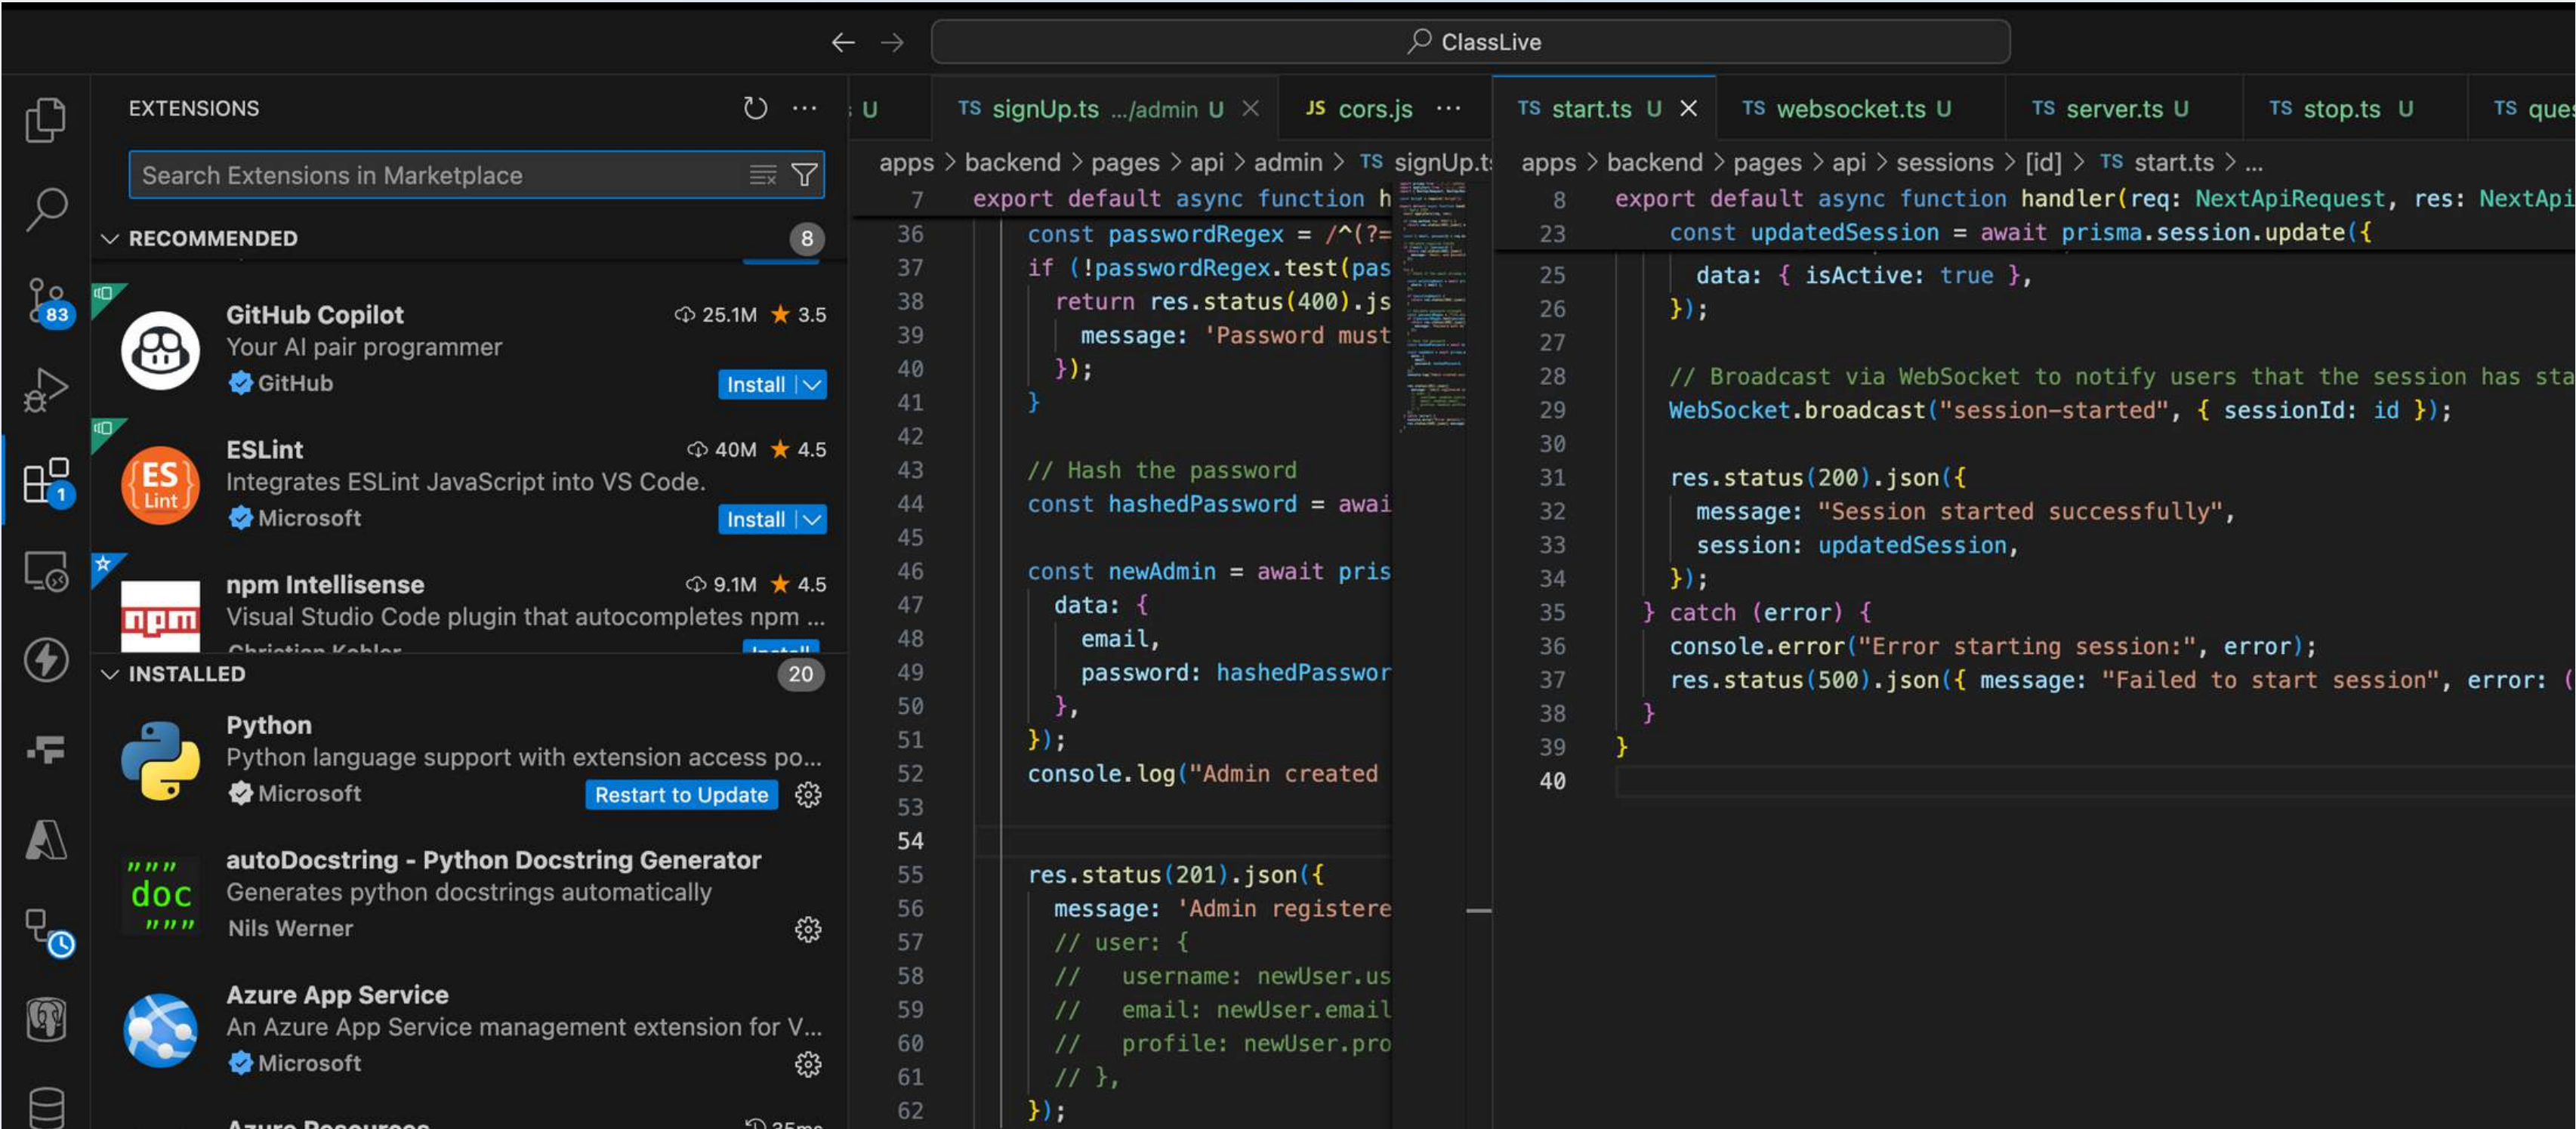 ClassLive
EXTENSIONS
Search Extensions in Marketplace
RECOMMENDED 8
GitHub Copilot 25.1M 3.5
Your AI pair programmer
GitHub Install
ESLint 40M 4.5
Integrates ESLint JavaScript into VS Code.
Microsoft Install
npm Intellisense 9.1M 4.5
Visual Studio Code plugin that autocompletes npm ...
Christian Kohler Install
INSTALLED 20
Python
Python language support with extension access po...
Microsoft Restart to Update
autoDocstring - Python Docstring Generator
Generates python docstrings automatically
Nils Werner
Azure App Service
An Azure App Service management extension for V...
Microsoft
Azure Resources 35ms
83
1
ES
Lint
npm
"""
doc
"""
U TS signUp.ts .../admin U JS cors.js ...
apps > backend > pages > api > admin > TS signUp.ts
7 export default async function h
36 const passwordRegex = /^(?=
37 if (!passwordRegex.test(pas
38 return res.status(400).js
39 message: 'Password must
40 });
41 }
42
43 // Hash the password
44 const hashedPassword = awai
45
46 const newAdmin = await pris
47 data: {
48 email,
49 password: hashedPasswor
50 },
51 });
52 console.log("Admin created
53
54
55 res.status(201).json({
56 message: 'Admin registere
57 // user: {
58 //   username: newUser.us
59 //   email: newUser.email
60 //   profile: newUser.pro
61 // },
62 });
TS start.ts U TS websocket.ts U TS server.ts U TS stop.ts U TS ques
apps > backend > pages > api > sessions > [id] > TS start.ts > ...
8 export default async function handler(req: NextApiRequest, res: NextApi
23 const updatedSession = await prisma.session.update({
25 data: { isActive: true },
26 });
27
28 // Broadcast via WebSocket to notify users that the session has sta
29 WebSocket.broadcast("session-started", { sessionId: id });
30
31 res.status(200).json({
32 message: "Session started successfully",
33 session: updatedSession,
34 });
35 } catch (error) {
36 console.error("Error starting session:", error);
37 res.status(500).json({ message: "Failed to start session", error: (
38 }
39 }
40